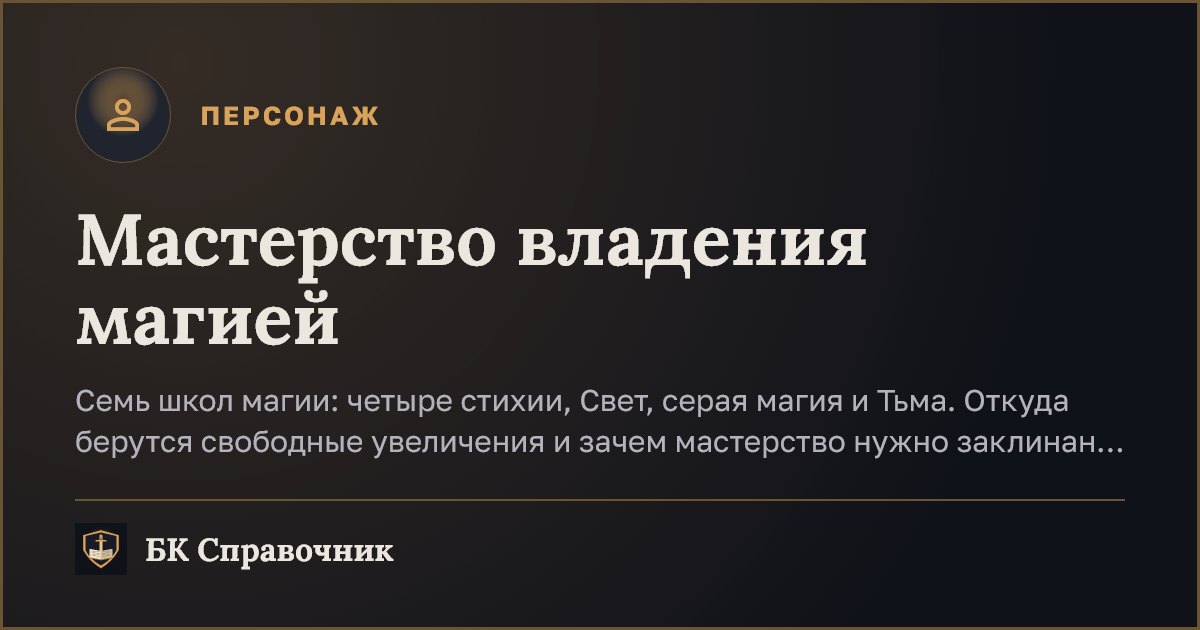 ПЕРСОНАЖ
Мастерство владения
магией
Семь школ магии: четыре стихии, Свет, серая магия и Тьма. Откуда
берутся свободные увеличения и зачем мастерство нужно заклинан…
БК Справочник